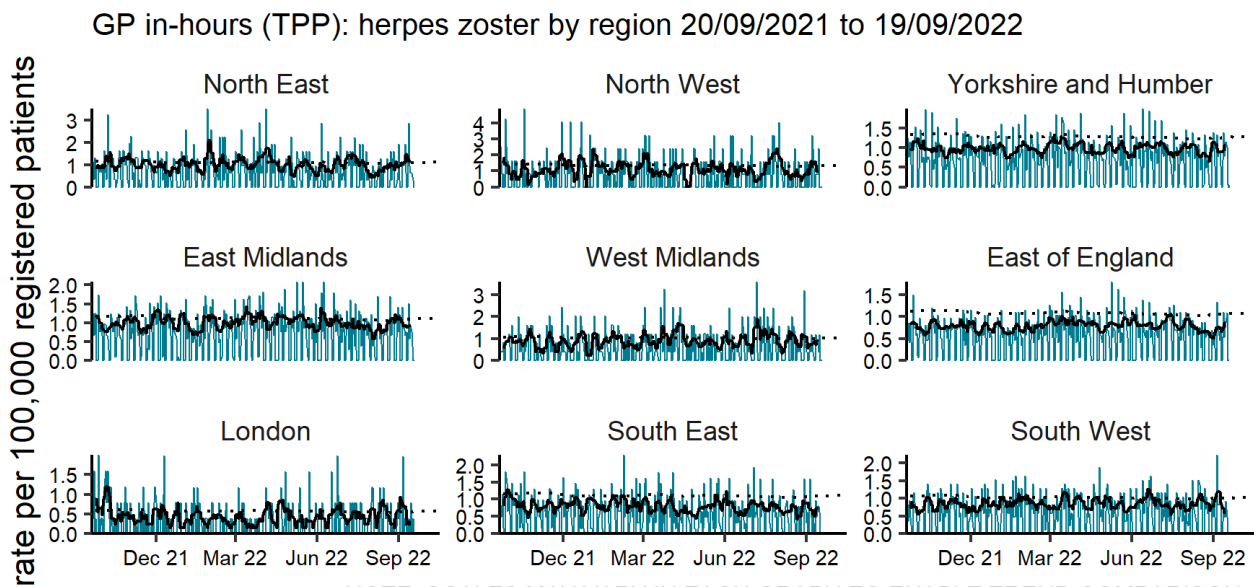 GP in-hours (TPP): herpes zoster by region 20/09/2021 to 19/09/2022
rate per 100,000 registered patients
North East
3
2
1
0
North West
4
3
2
1
0
Yorkshire and Humber
1.5
1.0
0.5
0.0
East Midlands
2.0
1.5
1.0
0.5
0.0
West Midlands
3
2
1
0
East of England
1.5
1.0
0.5
0.0
London
1.5
1.0
0.5
0.0
Dec 21 Mar 22 Jun 22 Sep 22
South East
2.0
1.5
1.0
0.5
0.0
Dec 21 Mar 22 Jun 22 Sep 22
South West
2.0
1.5
1.0
0.5
0.0
Dec 21 Mar 22 Jun 22 Sep 22